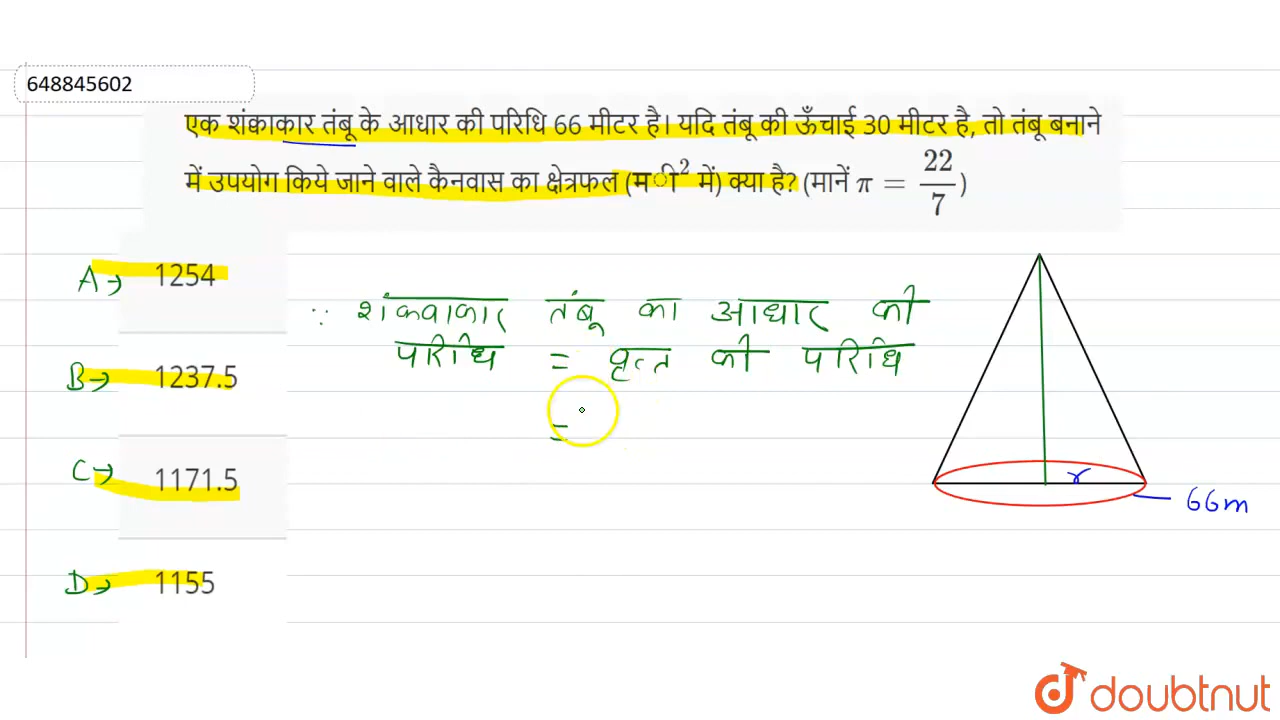 648845602
एक शंक्राकार तंबू के आधार की परिधि 66 मीटर है। यदि तंबू की ऊँचाई 30 मीटर है, तो तंबू बनाने
में उपयोग किये जाने वाले कैनवास का क्षेत्रफल (मी² में) क्या है? (मानें π = 22/7)
A→ 1254
∵ शंकवाकार तंबू का आधार की
परिधि = वृत्त की परिधि
B→ 1237.5
=
C→ 1171.5
r
66m
D→ 1155
doubtnut